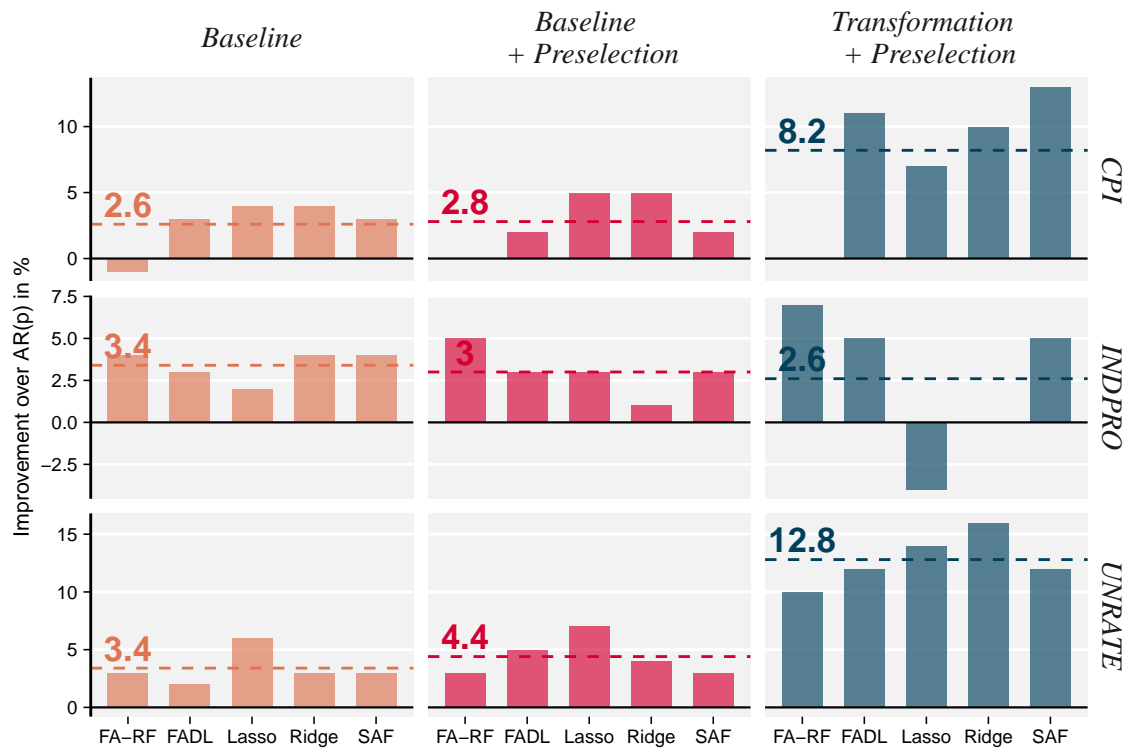 Baseline
Baseline
+ Preselection
Transformation
+ Preselection
Improvement over AR(p) in %
10
5
0
2.6
2.8
8.2
CPI
7.5
5.0
2.5
0.0
−2.5
3.4
3
2.6
INDPRO
15
10
5
0
3.4
4.4
12.8
UNRATE
FA−RF FADL Lasso Ridge SAF
FA−RF FADL Lasso Ridge SAF
FA−RF FADL Lasso Ridge SAF